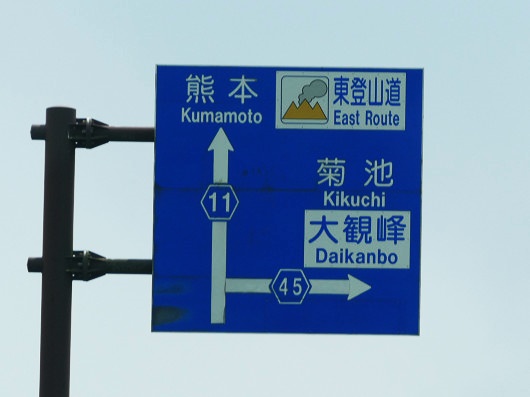 熊本
Kumamoto
東登山道
East Route
11
菊池
Kikuchi
大観峰
Daikanbo
45